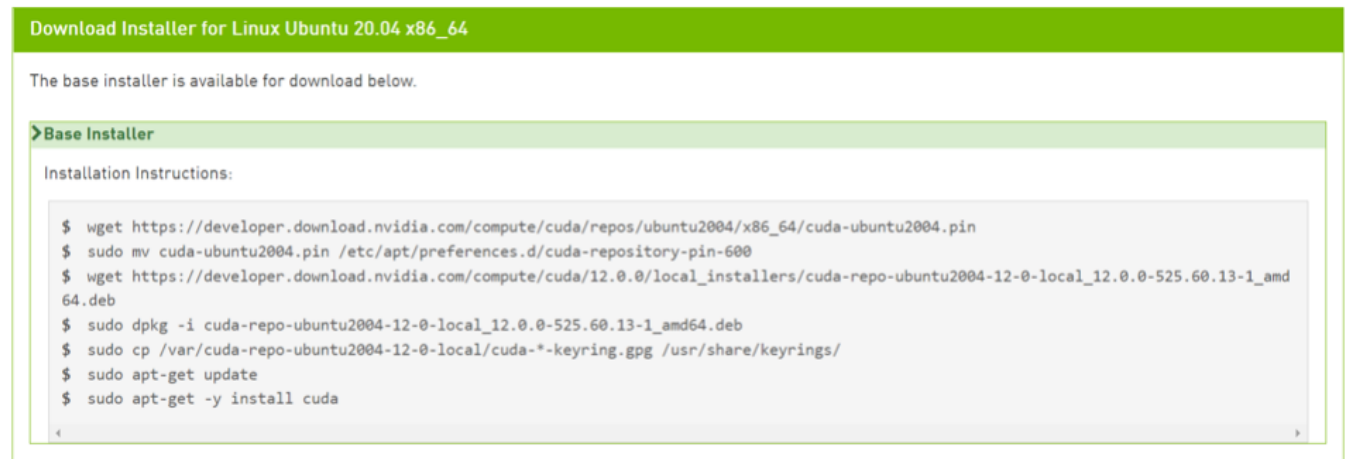 Download Installer for Linux Ubuntu 20.04 x86_64
The base installer is available for download below.
Base Installer
Installation Instructions:
$ wget https://developer.download.nvidia.com/compute/cuda/repos/ubuntu2004/x86_64/cuda-ubuntu2004.pin
$ sudo mv cuda-ubuntu2004.pin /etc/apt/preferences.d/cuda-repository-pin-600
$ wget https://developer.download.nvidia.com/compute/cuda/12.0.0/local_installers/cuda-repo-ubuntu2004-12-0-local_12.0.0-525.60.13-1_amd
64.deb
$ sudo dpkg -i cuda-repo-ubuntu2004-12-0-local_12.0.0-525.60.13-1_amd64.deb
$ sudo cp /var/cuda-repo-ubuntu2004-12-0-local/cuda-*-keyring.gpg /usr/share/keyrings/
$ sudo apt-get update
$ sudo apt-get -y install cuda